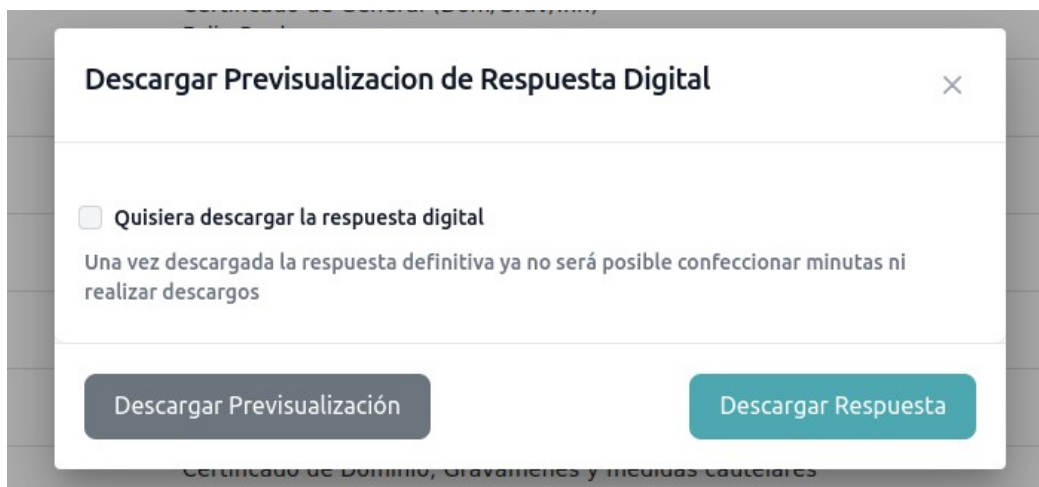 Descargar Previsualizacion de Respuesta Digital
Quisiera descargar la respuesta digital
Una vez descargada la respuesta definitiva ya no será posible confeccionar minutas ni
realizar descargos
Descargar Previsualización
Descargar Respuesta
Certificado de Dominio, Gravámenes y medidas cautelares